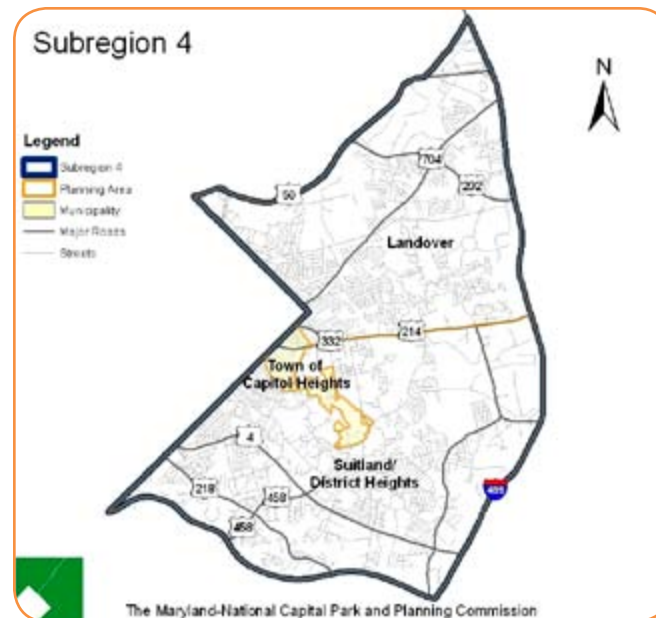 Subregion 4
N
Legend
Subregion 4
Planning Area
Municipality
Major Roads
Streets
50
704
202
Landover
332
214
Town of
Capitol Heights
4
Suitland/
District Heights
218
458
458
495
The Maryland-National Capital Park and Planning Commission